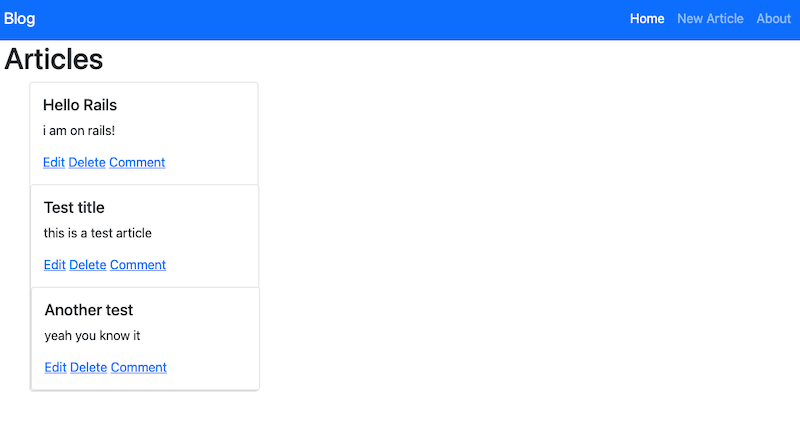 Blog Home New Article About
Articles
Hello Rails
i am on rails!
Edit Delete Comment
Test title
this is a test article
Edit Delete Comment
Another test
yeah you know it
Edit Delete Comment